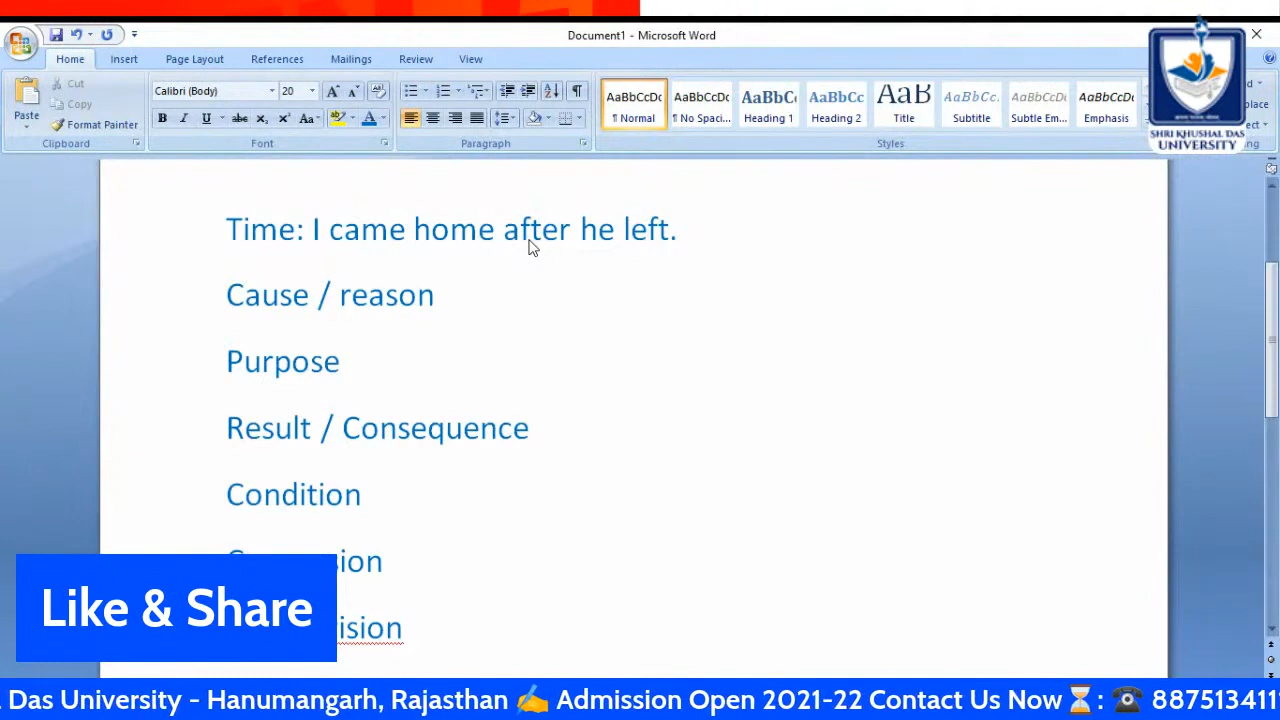 Document1 - Microsoft Word
Home Insert Page Layout References Mailings Review View
Paste
Cut
Copy
Format Painter
Clipboard
Calibri (Body) 20
Font
Paragraph
AaBbCcDc AaBbCcDc AaBbC AaBbCc AaB AaBbCc. AaBbCcDc AaBbCcDc
¶ Normal ¶ No Spaci... Heading 1 Heading 2 Title Subtitle Subtle Em... Emphasis
Styles
SHRI KHUSHAL DAS
UNIVERSITY
Time: I came home after he left.
Cause / reason
Purpose
Result / Consequence
Condition
Like & Share
Das University - Hanumangarh, Rajasthan ✍ Admission Open 2021-22 Contact Us Now ⏳: ☎ 887513411